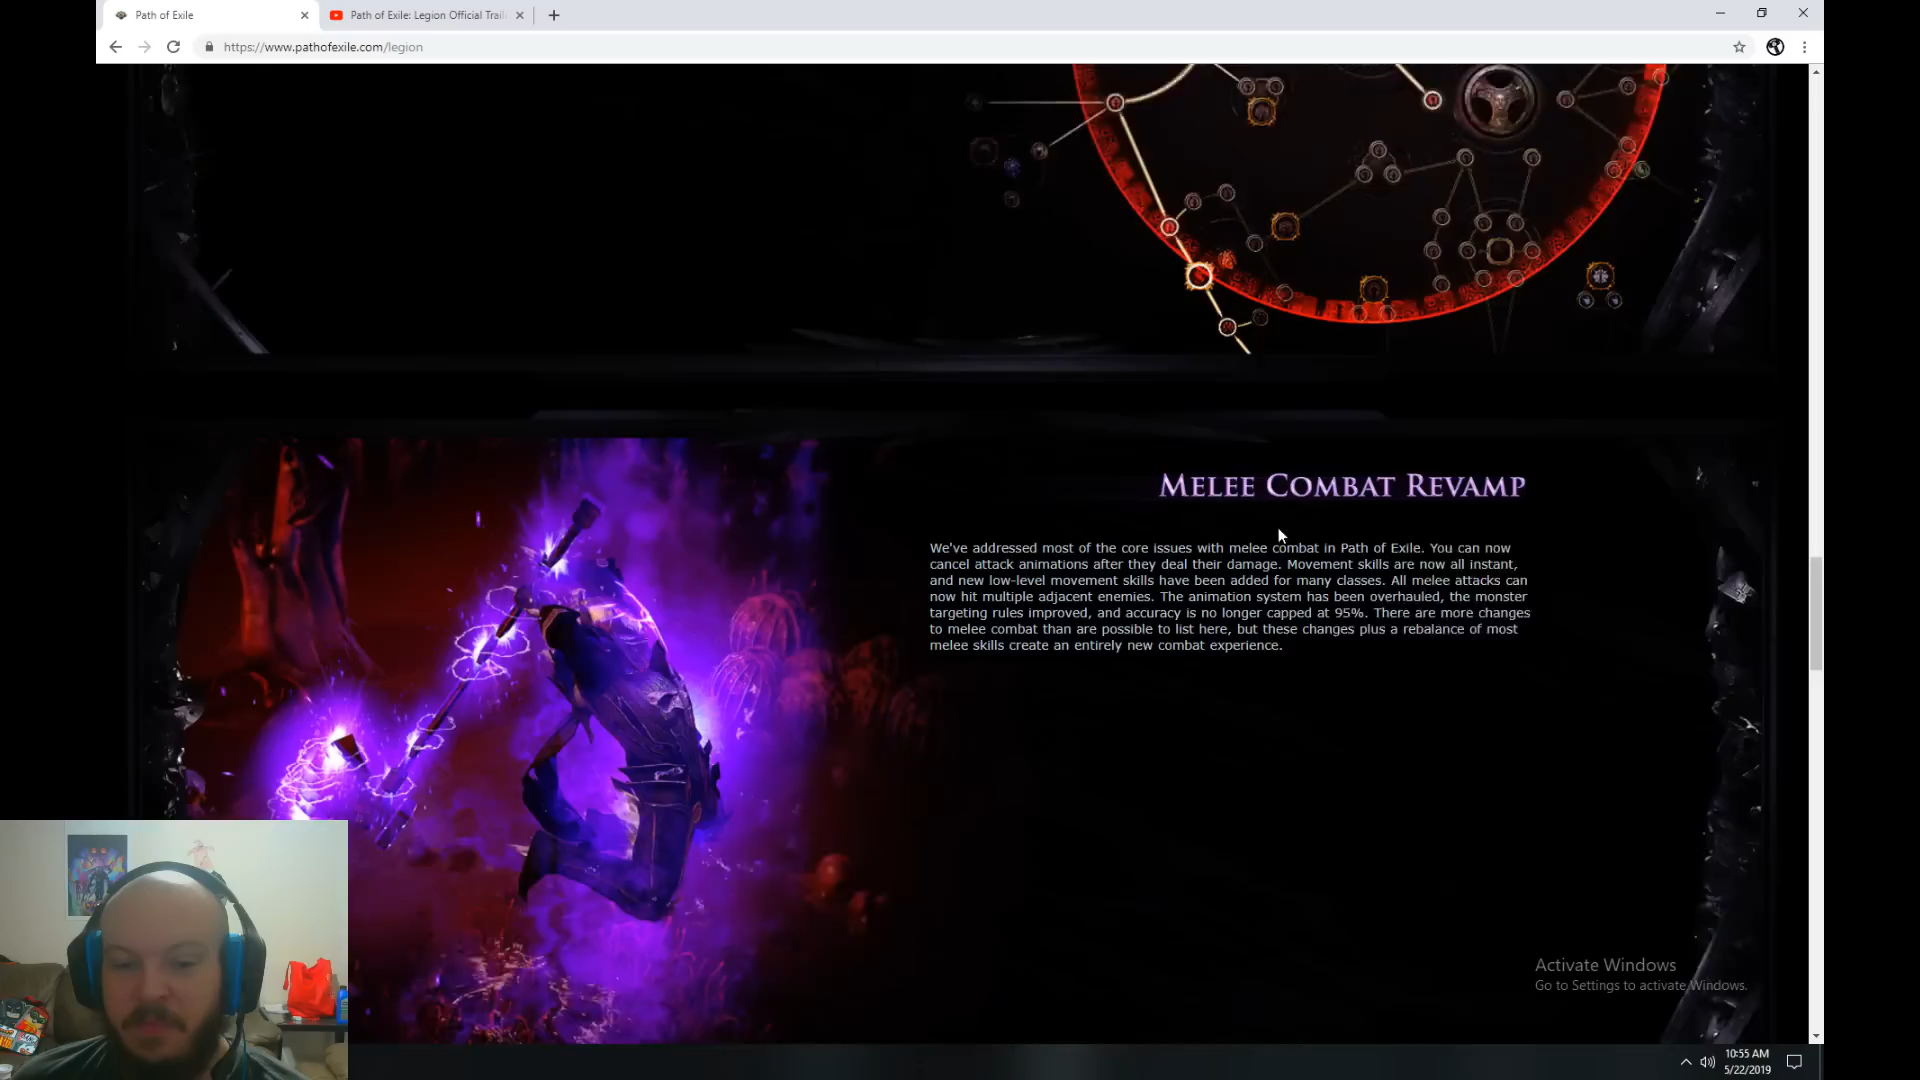 Path of Exile
Path of Exile: Legion Official Trail
https://www.pathofexile.com/legion
MELEE COMBAT REVAMP
We've addressed most of the core issues with melee combat in Path of Exile. You can now
cancel attack animations after they deal their damage. Movement skills are now all instant,
and new low-level movement skills have been added for many classes. All melee attacks can
now hit multiple adjacent enemies. The animation system has been overhauled, the monster
targeting rules improved, and accuracy is no longer capped at 95%. There are more changes
to melee combat than are possible to list here, but these changes plus a rebalance of most
melee skills create an entirely new combat experience.
Activate Windows
Go to Settings to activate Windows.
10:55 AM
5/22/2019